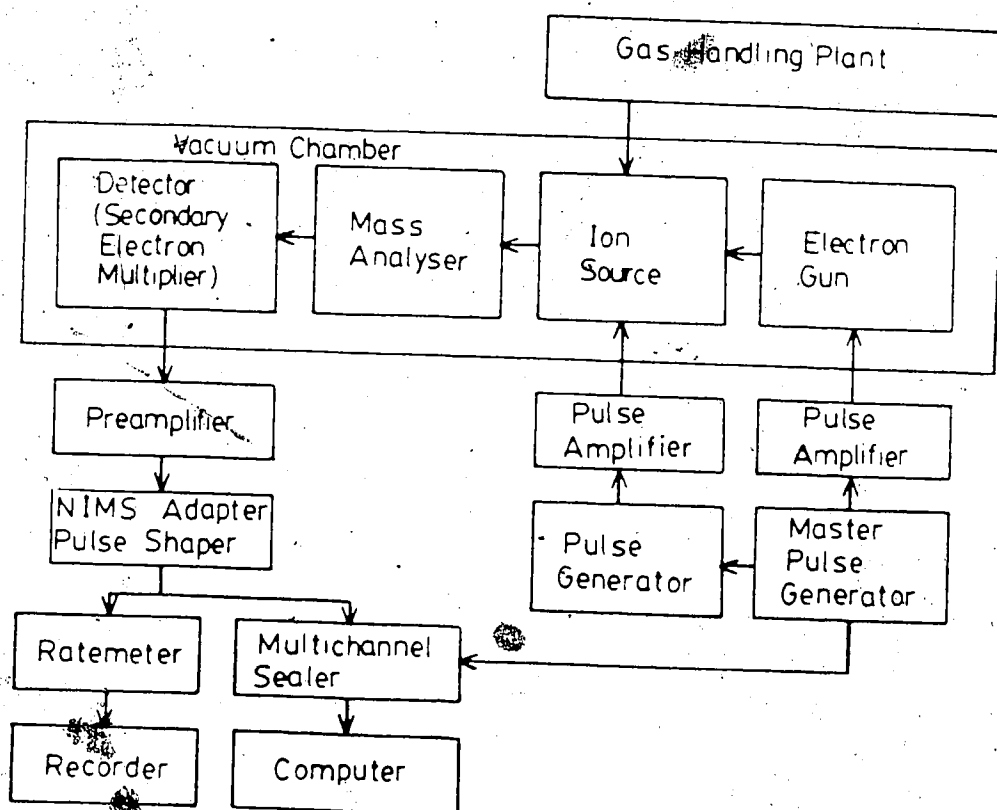 Gas Handling Plant
Vacuum Chamber
Detector
(Secondary
Electron
Multiplier)
Mass
Analyser
Ion
Source
Electron
Gun
Preamplifier
Pulse
Amplifier
Pulse
Amplifier
NIMS Adapter
Pulse Shaper
Pulse
Generator
Master
Pulse
Generator
Ratemeter
Multichannel
Sealer
Recorder
Computer